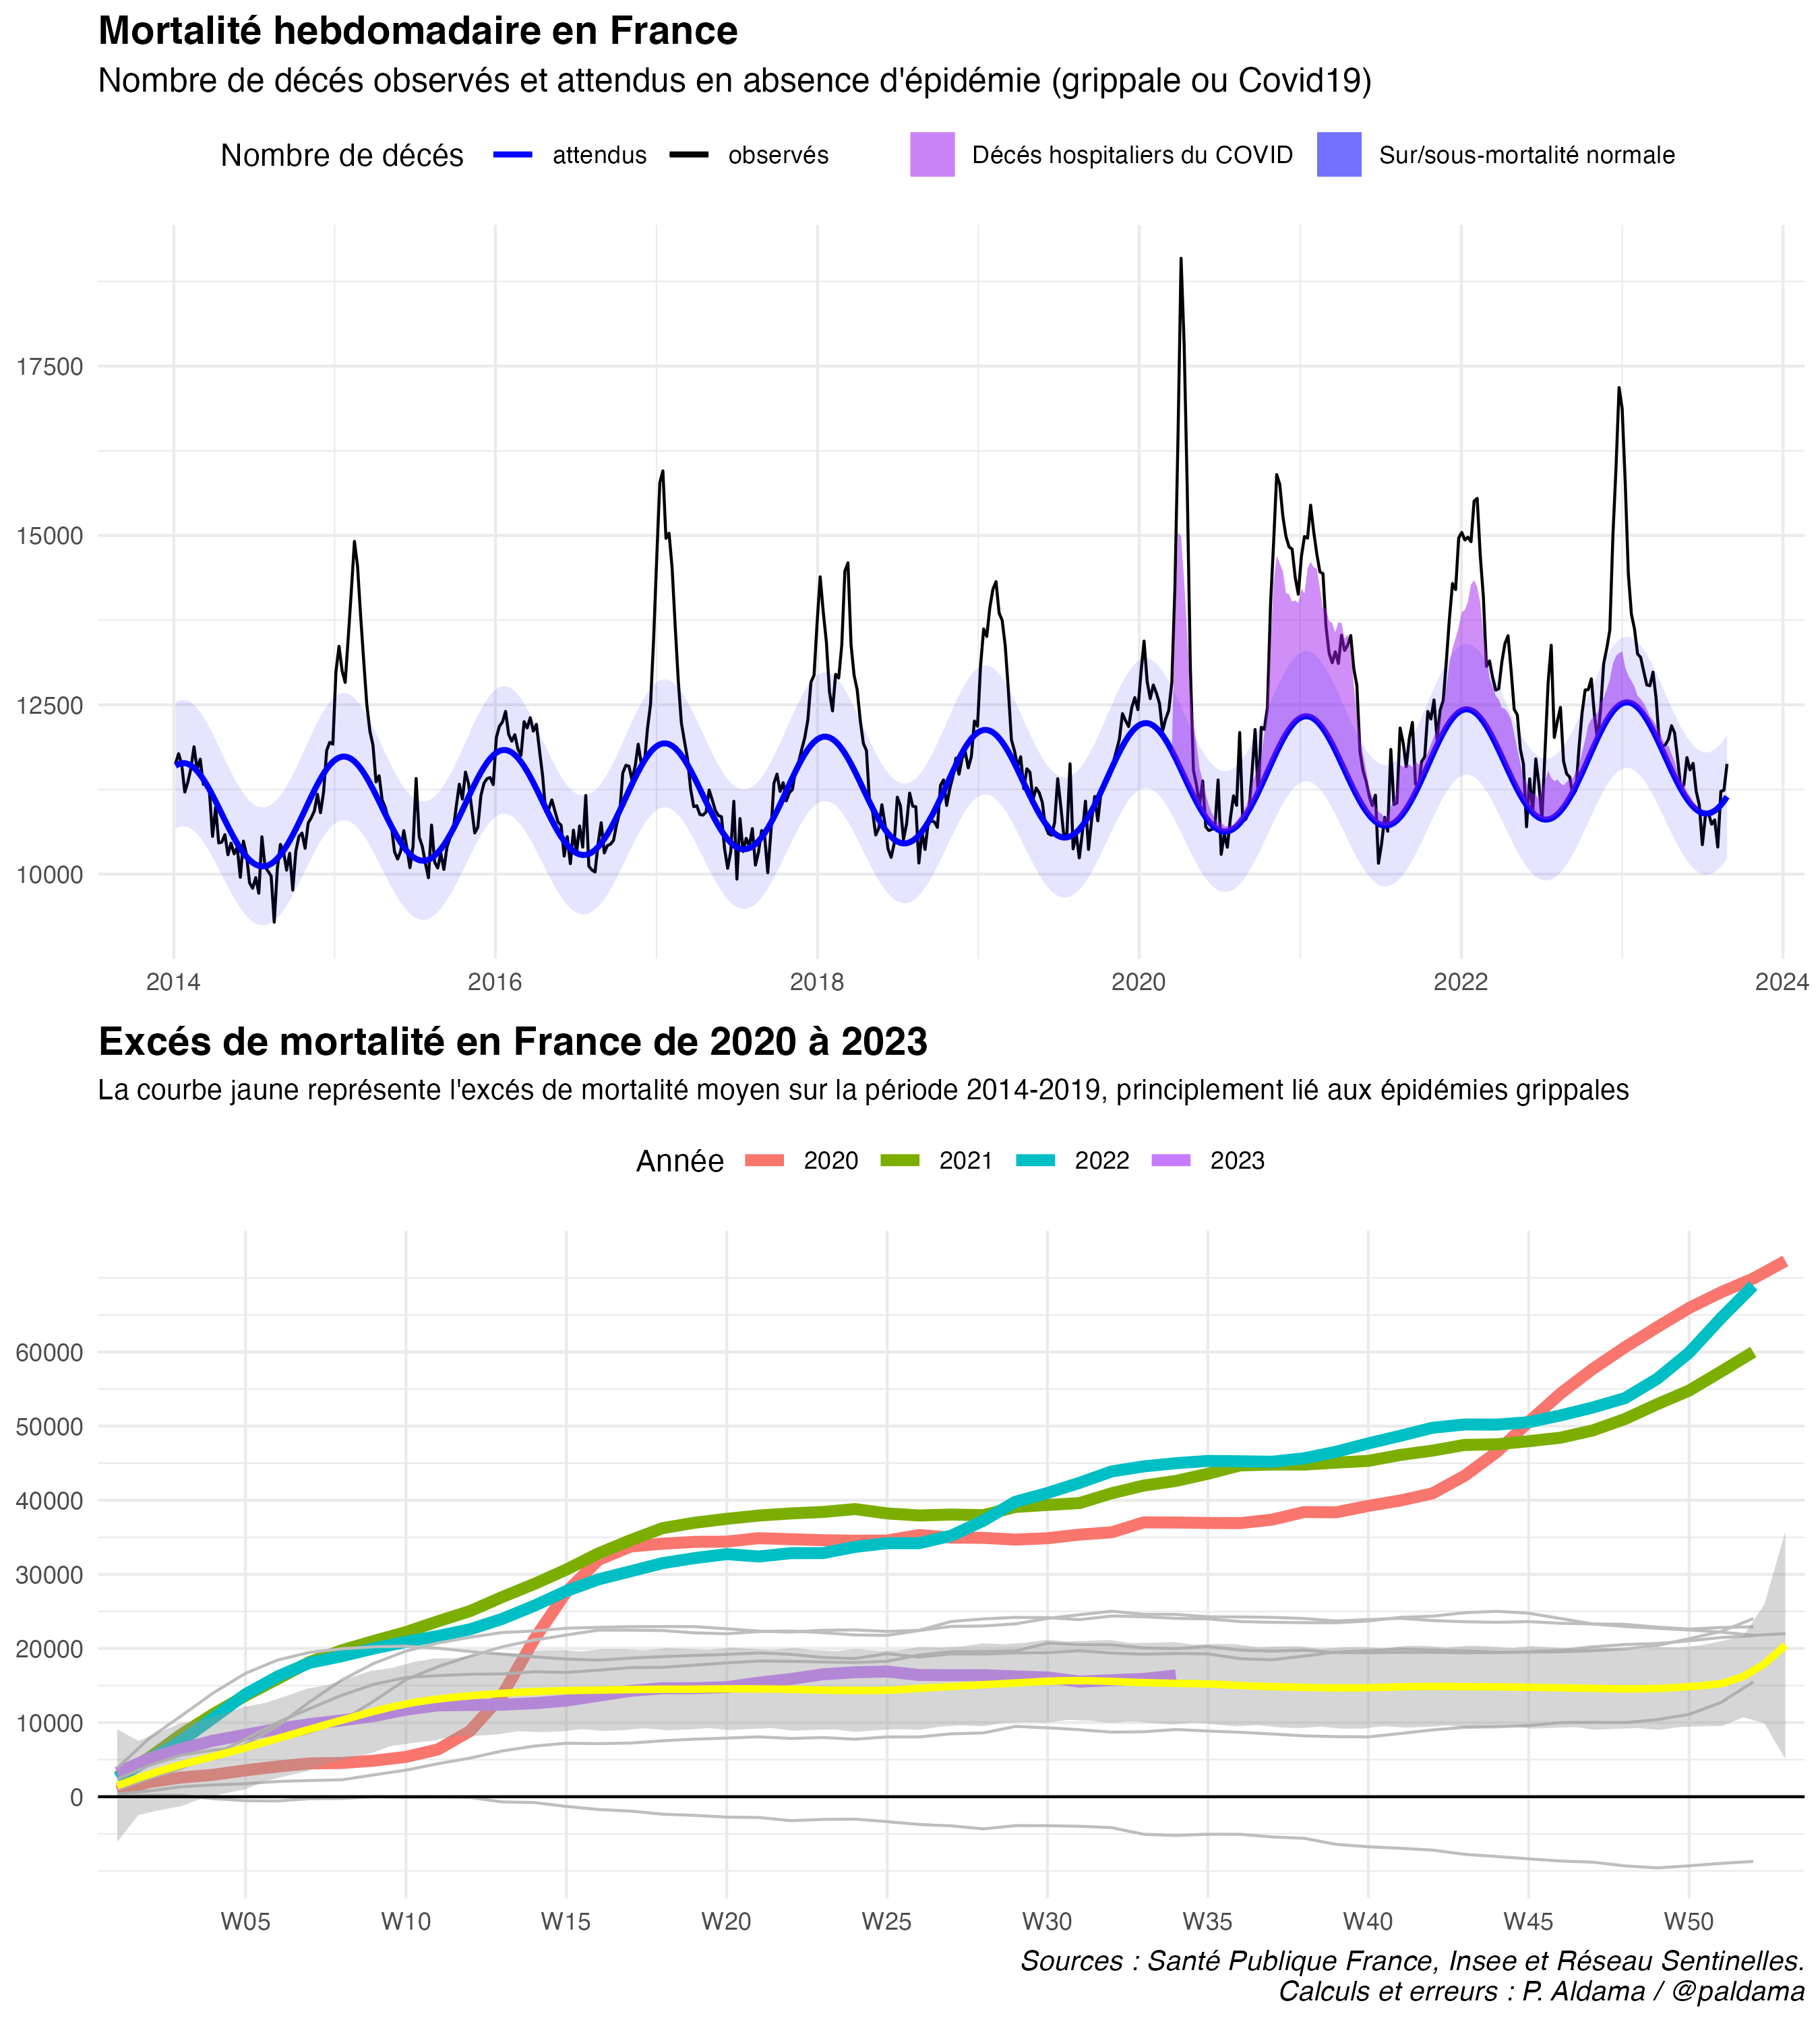 Mortalité hebdomadaire en France
Nombre de décés observés et attendus en absence d'épidémie (grippale ou Covid19)
Nombre de décés attendus observés Décés hospitaliers du COVID Sur/sous-mortalité normale
17500
15000
12500
10000
2014 2016 2018 2020 2022 2024
Excés de mortalité en France de 2020 à 2023
La courbe jaune représente l'excés de mortalité moyen sur la période 2014-2019, principlement lié aux épidémies grippales
Année 2020 2021 2022 2023
60000
50000
40000
30000
20000
10000
0
W05 W10 W15 W20 W25 W30 W35 W40 W45 W50
Sources : Santé Publique France, Insee et Réseau Sentinelles.
Calculs et erreurs : P. Aldama / @paldama